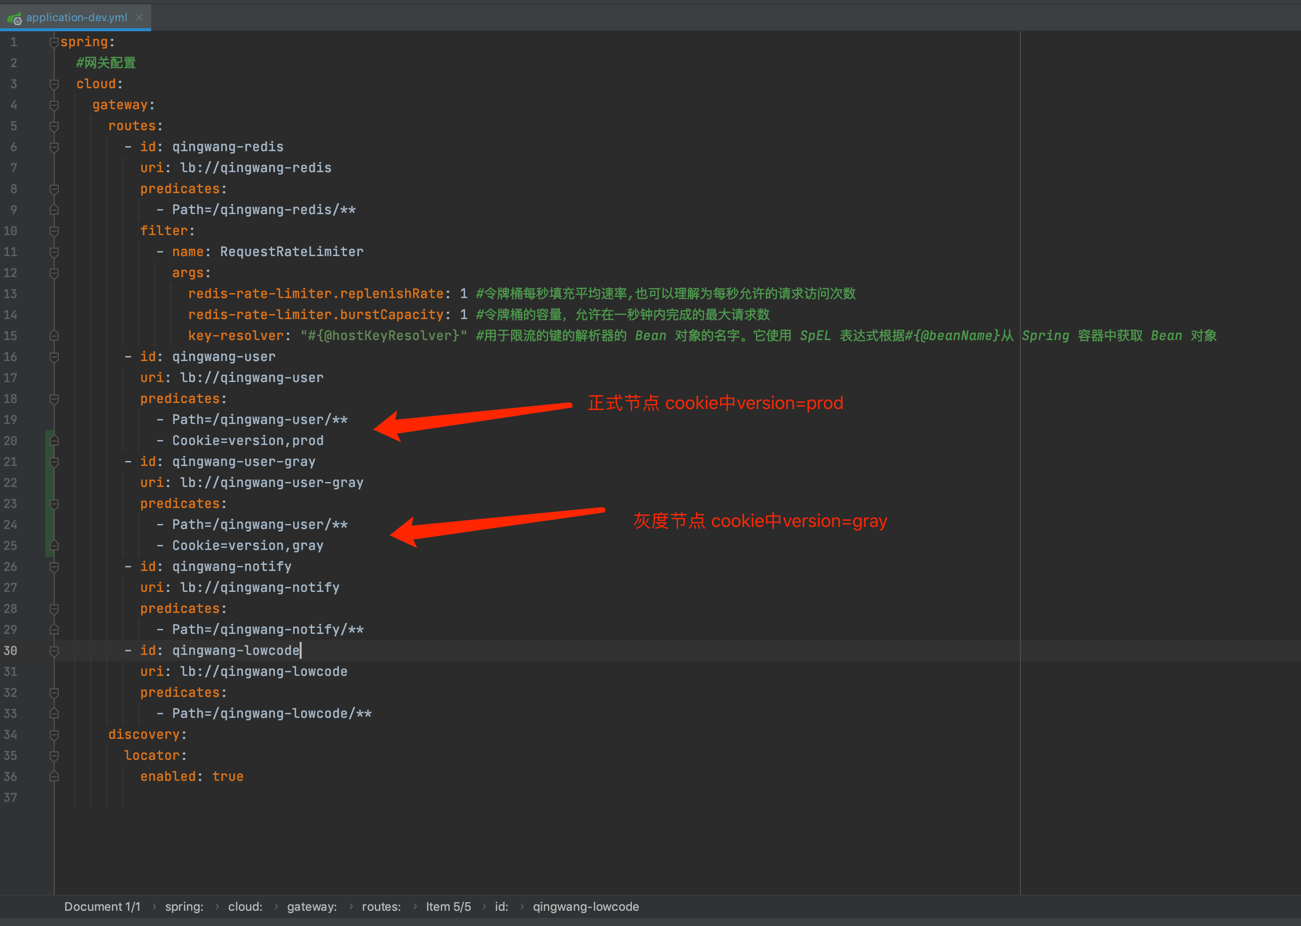 application-dev.yml
1 spring:
2 #网关配置
3 cloud:
4 gateway:
5 routes:
6 - id: qingwang-redis
7 uri: lb://qingwang-redis
8 predicates:
9 - Path=/qingwang-redis/**
10 filter:
11 - name: RequestRateLimiter
12 args:
13 redis-rate-limiter.replenishRate: 1 #令牌桶每秒填充平均速率,也可以理解为每秒允许的请求访问次数
14 redis-rate-limiter.burstCapacity: 1 #令牌桶的容量，允许在一秒钟内完成的最大请求数
15 key-resolver: "#{@hostKeyResolver}" #用于限流的键的解析器的 Bean 对象的名字。它使用 SpEL 表达式根据#{@beanName}从 Spring 容器中获取 Bean 对象
16 - id: qingwang-user
17 uri: lb://qingwang-user
18 predicates:
正式节点 cookie中version=prod
19 - Path=/qingwang-user/**
20 - Cookie=version,prod
21 - id: qingwang-user-gray
22 uri: lb://qingwang-user-gray
23 predicates:
灰度节点 cookie中version=gray
24 - Path=/qingwang-user/**
25 - Cookie=version,gray
26 - id: qingwang-notify
27 uri: lb://qingwang-notify
28 predicates:
29 - Path=/qingwang-notify/**
30 - id: qingwang-lowcode
31 uri: lb://qingwang-lowcode
32 predicates:
33 - Path=/qingwang-lowcode/**
34 discovery:
35 locator:
36 enabled: true
37
Document 1/1 › spring: › cloud: › gateway: › routes: › Item 5/5 › id: › qingwang-lowcode